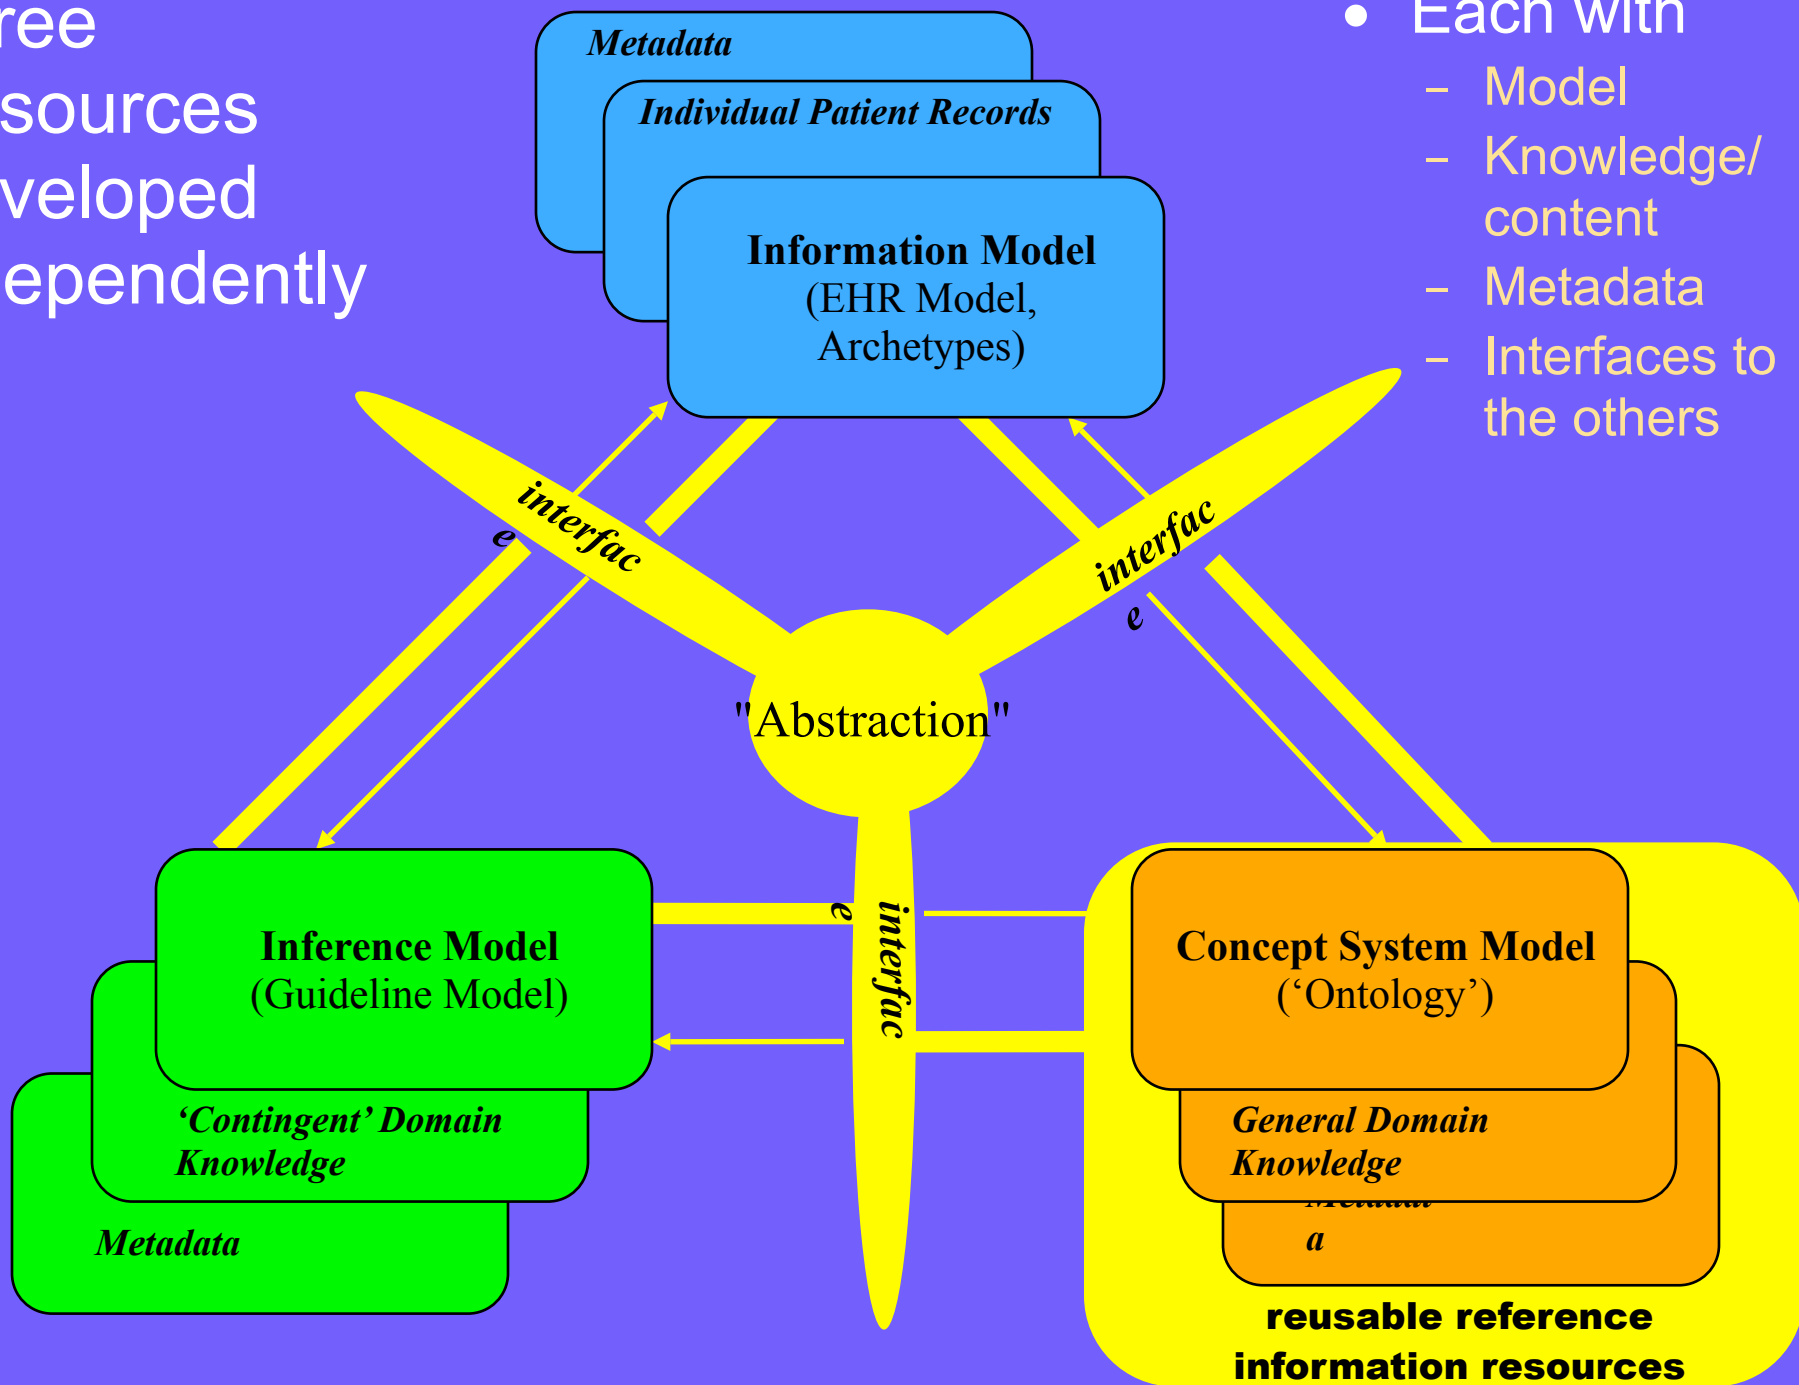 ree
sources
veloped
ependently
• Each with
– Model
– Knowledge/
content
– Metadata
– Interfaces to
the others
Metadata
Individual Patient Records
Information Model
(EHR Model,
Archetypes)
interfac
e
interfac
e
"Abstraction"
interfac
e
Inference Model
(Guideline Model)
‘Contingent’ Domain
Knowledge
Metadata
Concept System Model
(‘Ontology’)
General Domain
Knowledge
Metadat
a
reusable reference
information resources